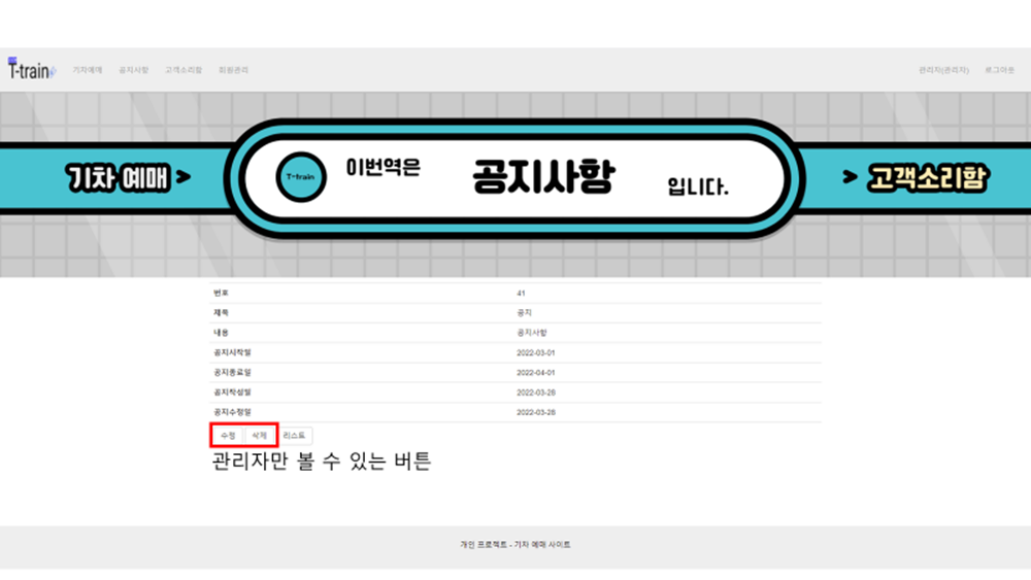 T-train 기차예매 공지사항 고객소리함 회원관리 관리자(관리자) 로그아웃
기차 예매 > T-train 이번역은 공지사항 입니다. > 고객소리함
번호 41
제목 공지
내용 공지사항
공지시작일 2022-03-01
공지종료일 2022-04-01
공지작성일 2022-03-28
공지수정일 2022-03-28
수정 삭제 리스트
관리자만 볼 수 있는 버튼
개인 프로젝트 - 기차 예매 사이트